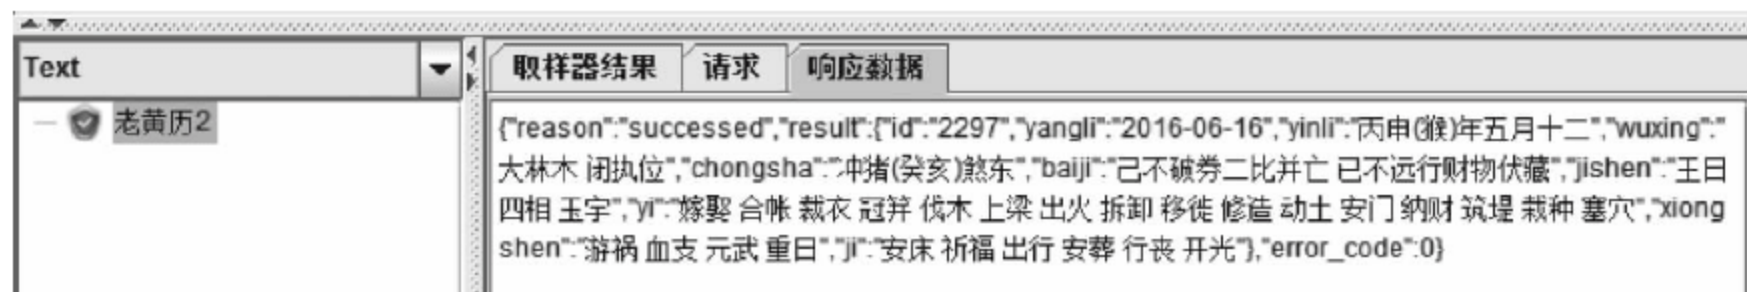 Text
取样器结果 请求 响应数据
老黄历2
{"reason":"successed","result":{"id":"2297","yangli":"2016-06-16","yinli":"丙申(猴)年五月十二","wuxing":"
大林木 闭执位","chongsha":"冲猪(癸亥)煞东","baiji":"己不破券二比并亡 巳不远行财物伏藏","jishen":"王日
四相 玉宇","yi":"嫁娶 合帐 裁衣 冠笄 伐木 上梁 出火 拆卸 移徙 修造 动土 安门 纳财 筑堤 栽种 塞穴","xiong
shen":"游祸 血支 元武 重日","ji":"安床 祈福 出行 安葬 行丧 开光"},"error_code":0}